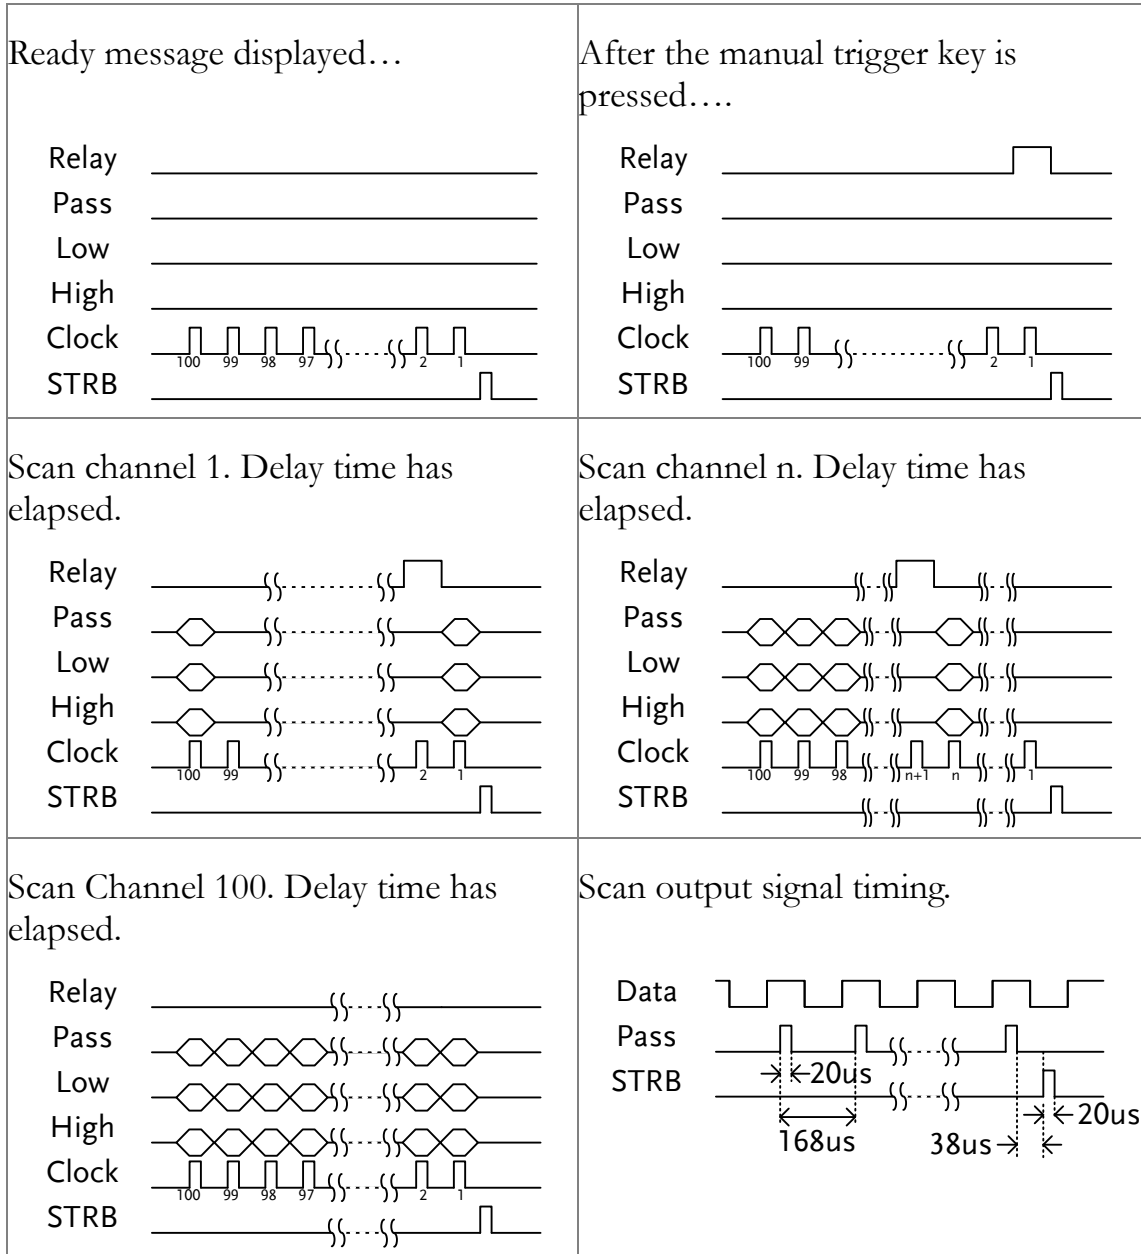 Ready message displayed…
Relay
Pass
Low
High
Clock
100 99 98 97 2 1
STRB
After the manual trigger key is
pressed….
Relay
Pass
Low
High
Clock
100 99 2 1
STRB
Scan channel 1. Delay time has
elapsed.
Relay
Pass
Low
High
Clock
100 99 2 1
STRB
Scan channel n. Delay time has
elapsed.
Relay
Pass
Low
High
Clock
100 99 98 n+1 n 1
STRB
Scan Channel 100. Delay time has
elapsed.
Relay
Pass
Low
High
Clock
100 99 98 97 2 1
STRB
Scan output signal timing.
Data
Pass
STRB
20us
20us
168us
38us